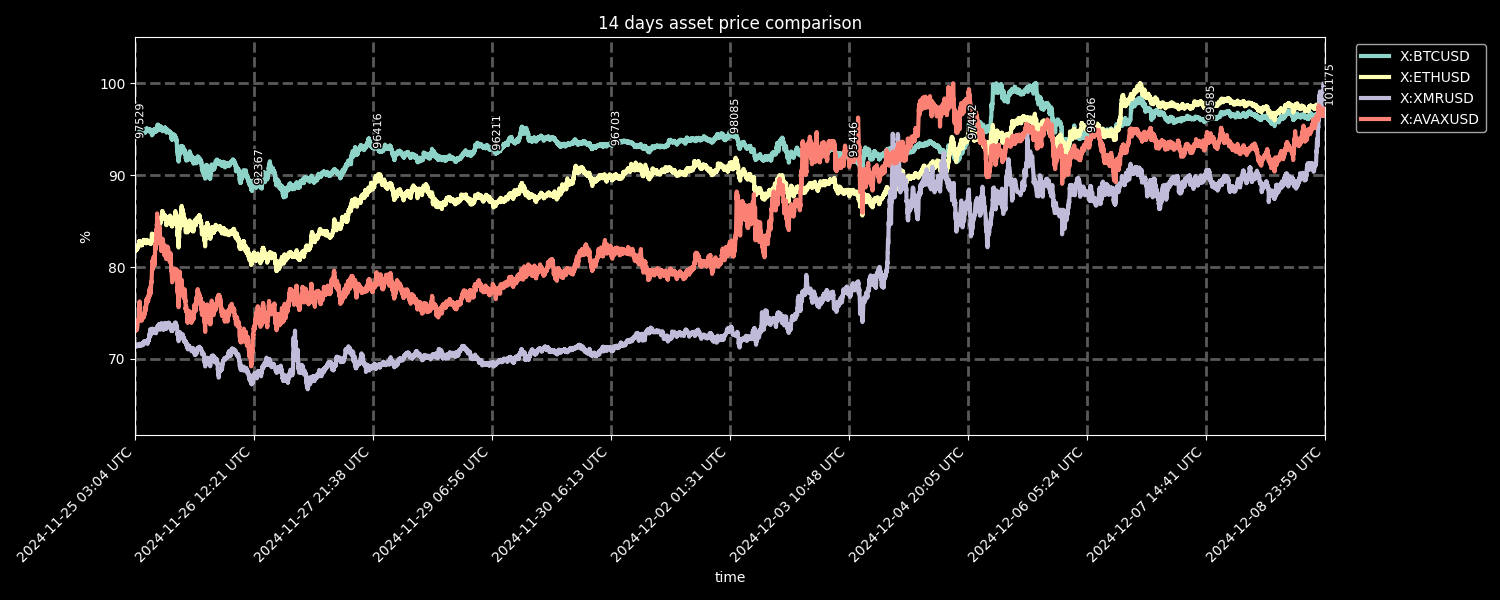 14 days asset price comparison
X:BTCUSD
X:ETHUSD
X:XMRUSD
X:AVAXUSD
100
90
80
70
%
97529
92367
96416
96211
96703
98085
95446
97442
98206
99585
101175
2024-11-25 03:04 UTC
2024-11-26 12:21 UTC
2024-11-27 21:38 UTC
2024-11-29 06:56 UTC
2024-11-30 16:13 UTC
2024-12-02 01:31 UTC
2024-12-03 10:48 UTC
2024-12-04 20:05 UTC
2024-12-06 05:24 UTC
2024-12-07 14:41 UTC
2024-12-08 23:59 UTC
time